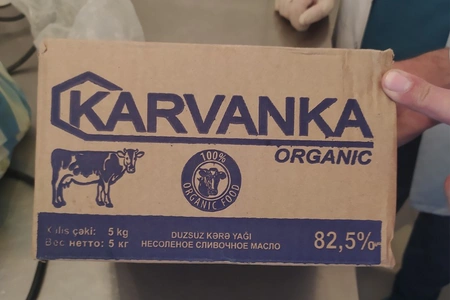 KARVANKA
ORGANIC
100%
ORGANIC FOOD
Xalis çəki: 5 kg
Вес нетто: 5 кг
DUZSUZ KƏRƏ YAĞI
НЕСОЛЕНОЕ СЛИВОЧНОЕ МАСЛО
82,5%